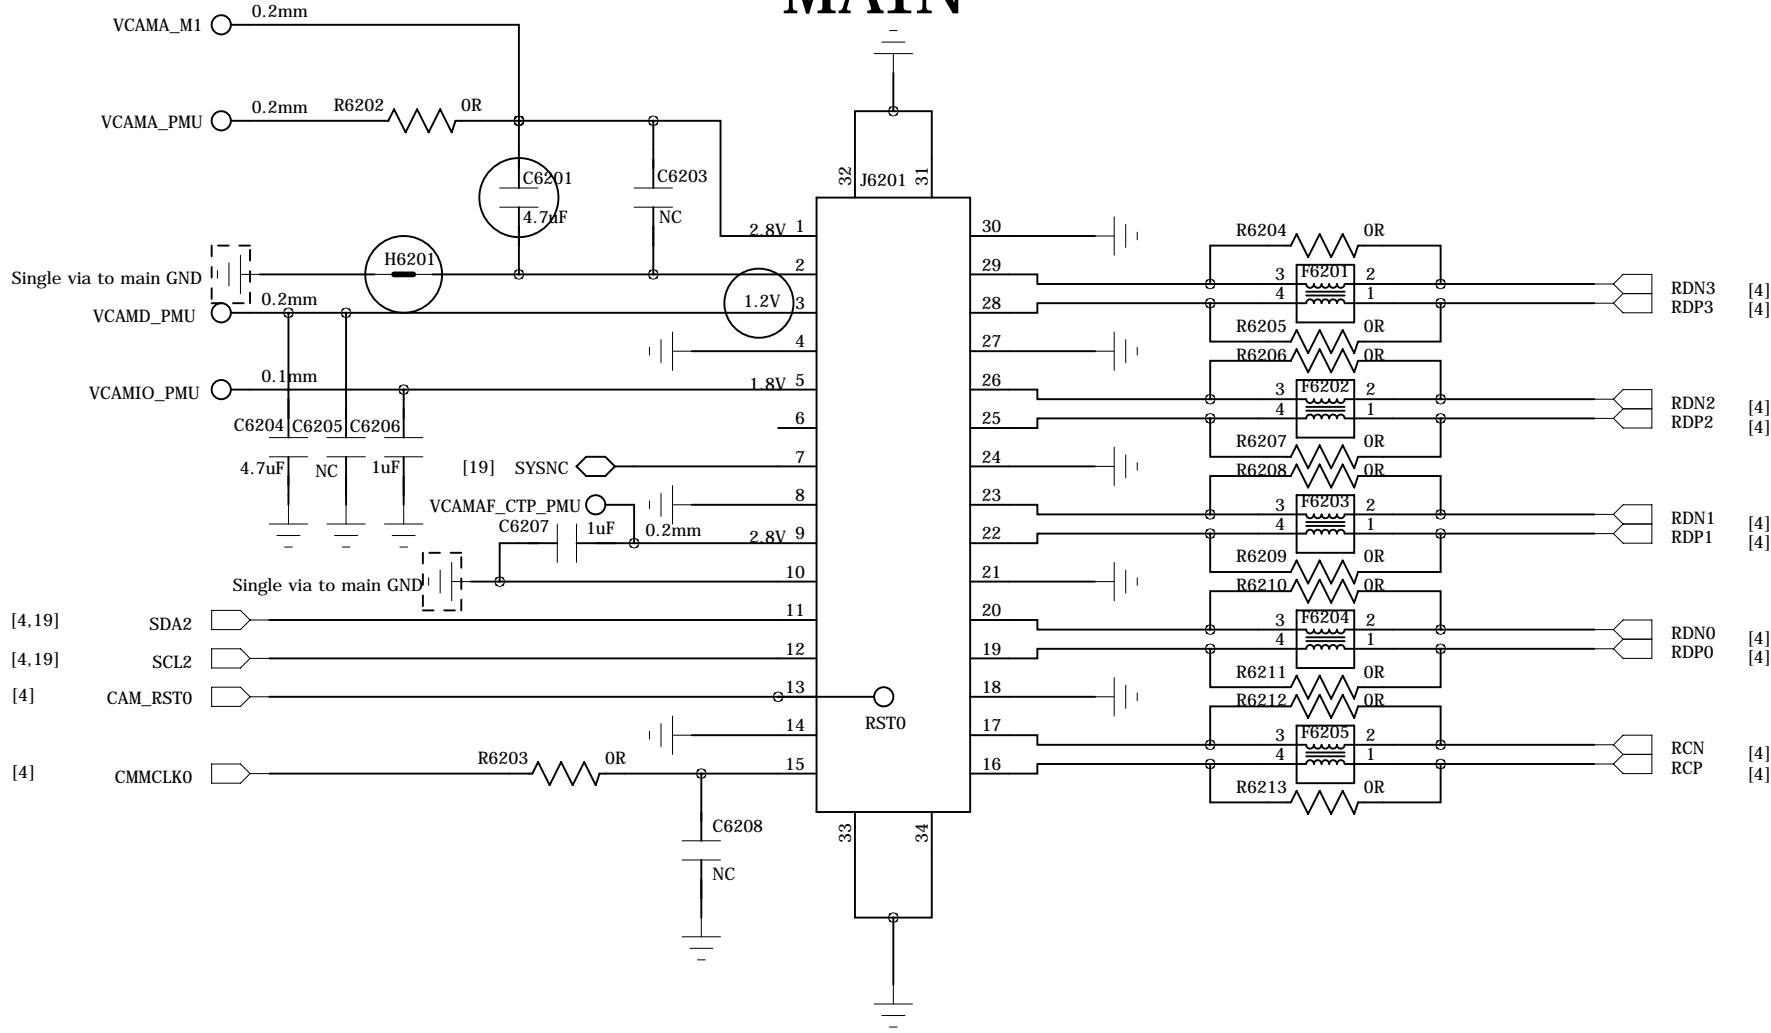 MAIN
VCAMA_M1 0.2mm
VCAMA_PMU 0.2mm R6202 0R
C6201 4.7uF
C6203 NC
32 31
J6201
2.8V 1
Single via to main GND H6201 2
VCAMD_PMU 0.2mm 1.2V 3
4
VCAMIO_PMU 0.1mm 1.8V 5
6
C6204 C6205 C6206
4.7uF NC 1uF
[19] SYSNC 7
8
VCAMAF_CTP_PMU
C6207 1uF 0.2mm 2.8V 9
Single via to main GND 10
[4,19] SDA2 11
[4,19] SCL2 12
[4] CAM_RST0 13
RST0
14
[4] CMMCLK0 R6203 0R 15
C6208
NC
33 34
30
29
28
27
26
25
24
23
22
21
20
19
18
17
16
R6204 0R
3 F6201 2 RDN3 [4]
4 1 RDP3 [4]
R6205 0R
R6206 0R
3 F6202 2 RDN2 [4]
4 1 RDP2 [4]
R6207 0R
R6208 0R
3 F6203 2 RDN1 [4]
4 1 RDP1 [4]
R6209 0R
R6210 0R
3 F6204 2 RDN0 [4]
4 1 RDP0 [4]
R6211 0R
R6212 0R
3 F6205 2 RCN [4]
4 1 RCP [4]
R6213 0R